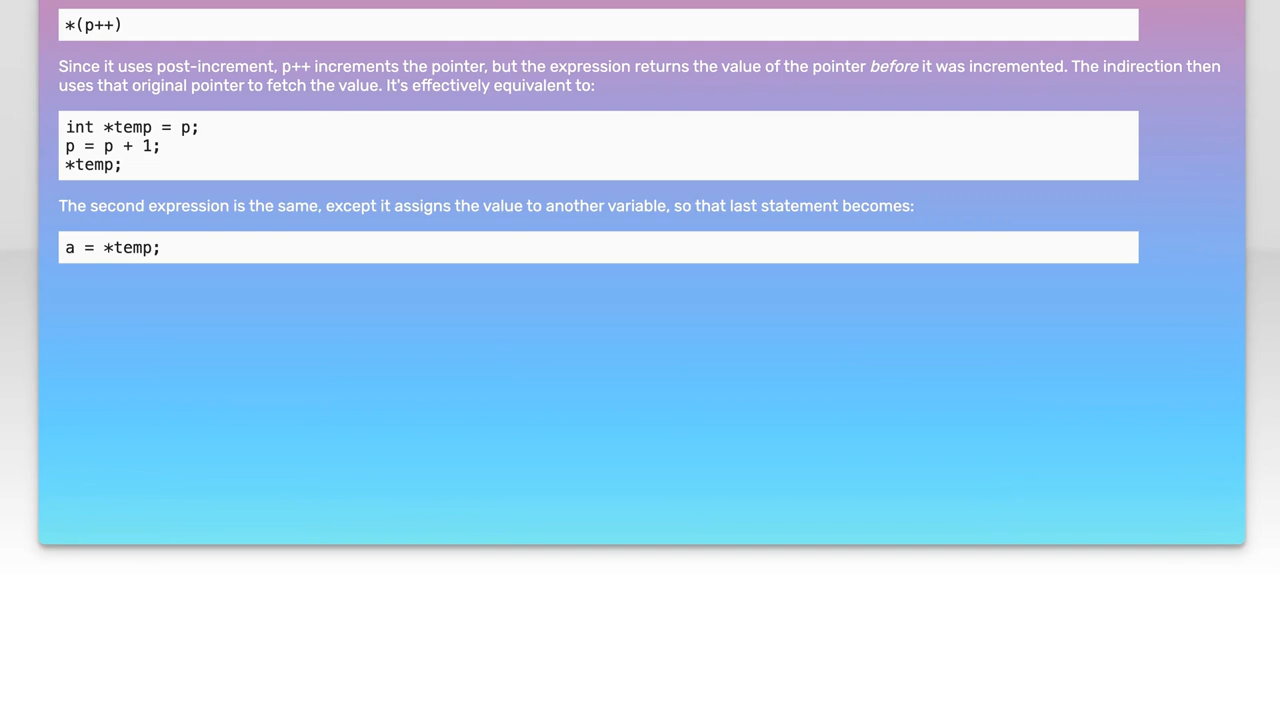 *(p++)
Since it uses post-increment, p++ increments the pointer, but the expression returns the value of the pointer before it was incremented. The indirection then
uses that original pointer to fetch the value. It's effectively equivalent to:
int *temp = p;
p = p + 1;
*temp;
The second expression is the same, except it assigns the value to another variable, so that last statement becomes:
a = *temp;